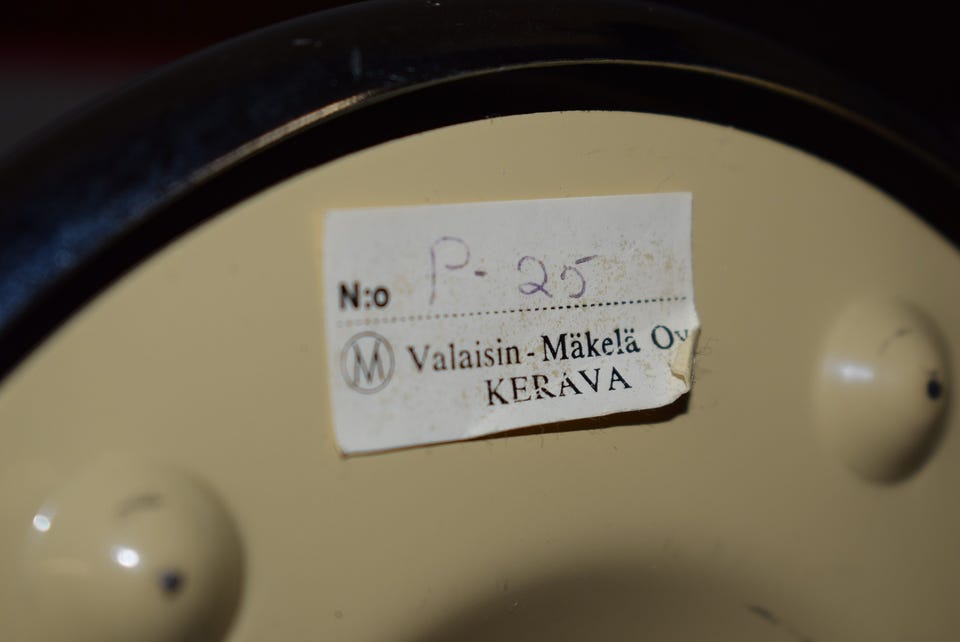 N:o P-25
M Valaisin-Mäkelä Oy
KERAVA